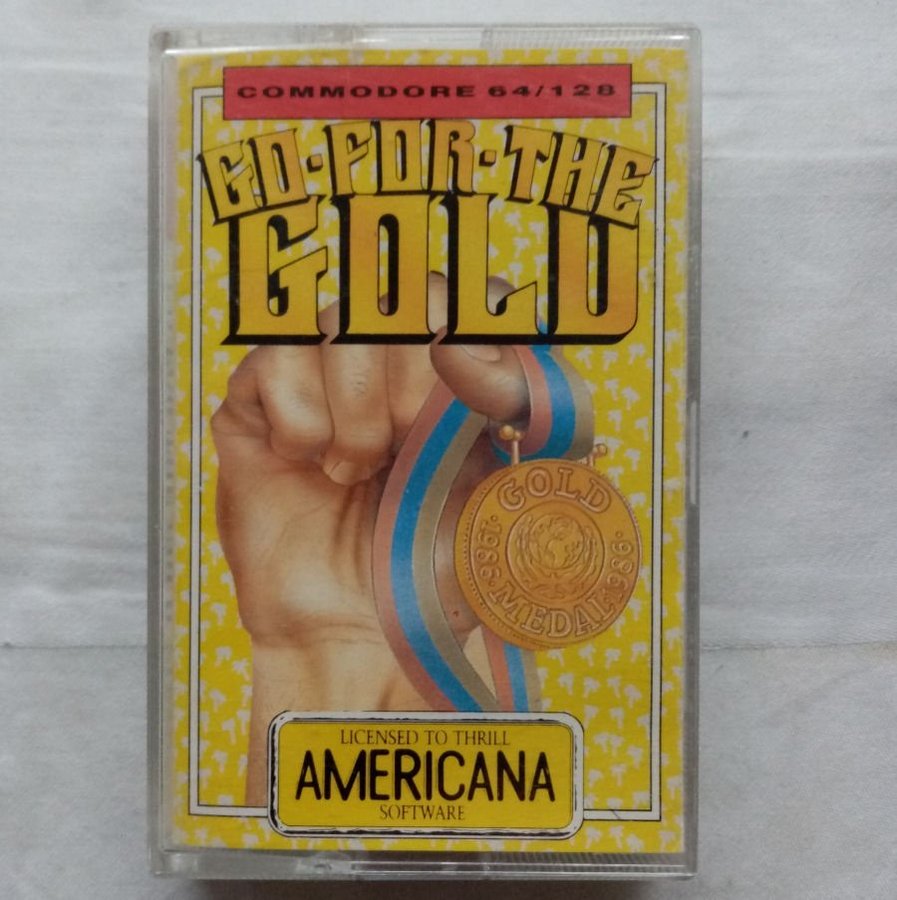 COMMODORE 64/128
GO·FOR·THE
GOLD
GOLD
1986
MEDAL
1986
LICENSED TO THRILL
AMERICANA
SOFTWARE